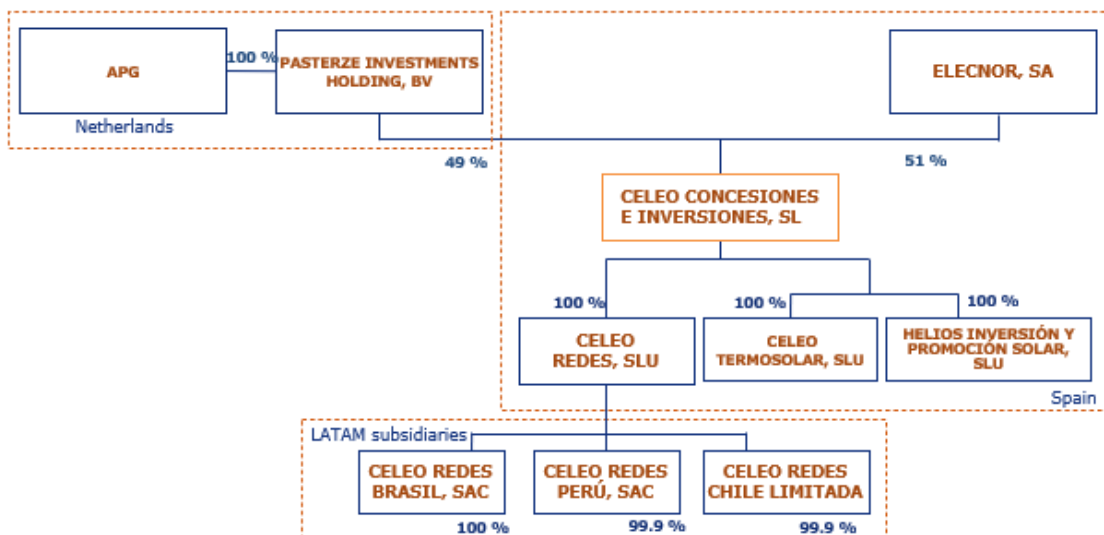 APG
100 %
PASTERZE INVESTMENTS
HOLDING, BV
Netherlands
ELECNOR, SA
49 %
51 %
CELEO CONCESIONES
E INVERSIONES, SL
100 %
100 %
100 %
CELEO
REDES, SLU
CELEO
TERMOSOLAR, SLU
HELIOS INVERSIÓN Y
PROMOCIÓN SOLAR,
SLU
Spain
LATAM subsidiaries
CELEO REDES
BRASIL, SAC
CELEO REDES
PERÚ, SAC
CELEO REDES
CHILE LIMITADA
100 %
99.9 %
99.9 %